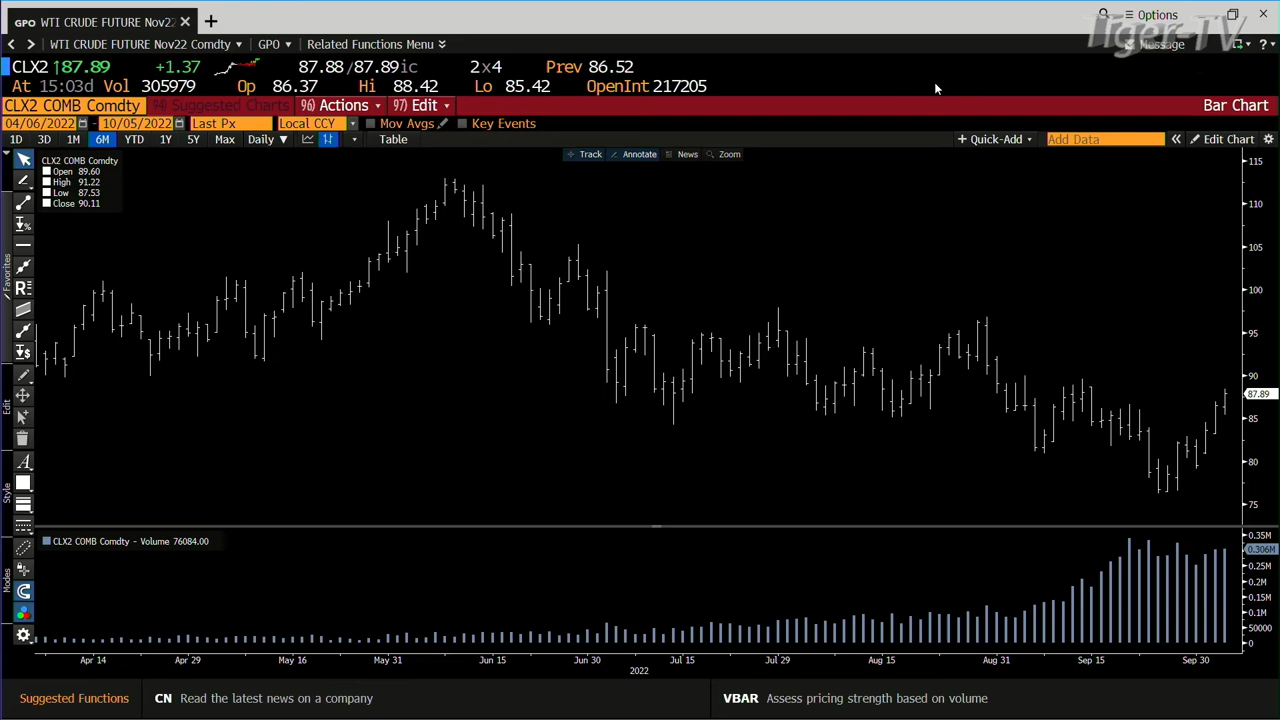 GPO WTI CRUDE FUTURE Nov22 × +
Options
Tiger-TV
< > WTI CRUDE FUTURE Nov22 Comdty GPO Related Functions Menu Message ?
CLX2 ↑87.89 +1.37 87.88/87.89ic 2x4 Prev 86.52
At 15:03d Vol 305979 Op 86.37 Hi 88.42 Lo 85.42 OpenInt 217205
CLX2 COMB Comdty 94) Suggested Charts 96) Actions 97) Edit Bar Chart
04/06/2022 - 10/05/2022 Last Px Local CCY Mov Avgs Key Events
1D 3D 1M 6M YTD 1Y 5Y Max Daily ▼ Table + Quick-Add Add Data « Edit Chart
Track Annotate News Zoom
CLX2 COMB Comdty
Open 89.60
High 91.22
Low 87.53
Close 90.11
Favorites
Edit
Style
Modes
115
110
105
100
95
90
87.89
85
80
75
CLX2 COMB Comdty - Volume 76084.00
0.35M
0.306M
0.25M
0.2M
0.15M
0.1M
50000
0
Apr 14 Apr 29 May 16 May 31 Jun 15 Jun 30 Jul 15 Jul 29 Aug 15 Aug 31 Sep 15 Sep 30
2022
Suggested Functions CN Read the latest news on a company VBAR Assess pricing strength based on volume